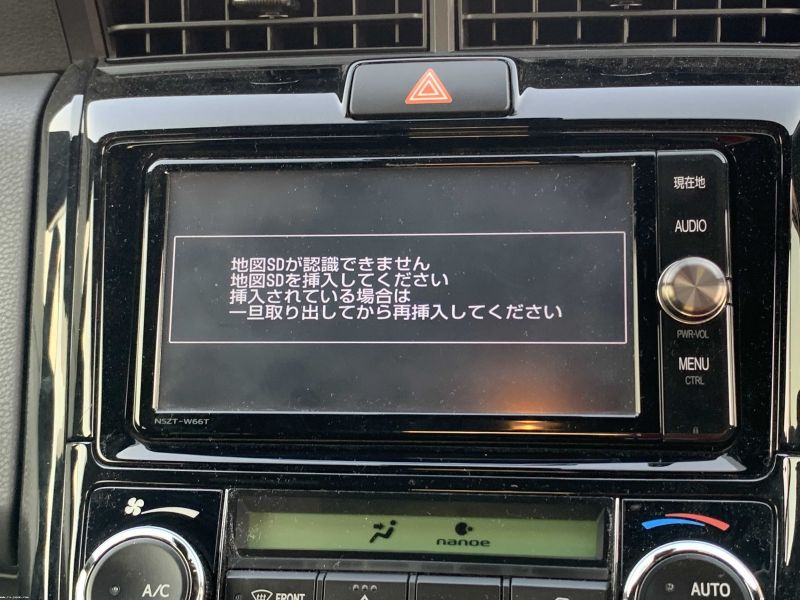 現在地
AUDIO
地図SDが認識できません
地図SDを挿入してください
挿入されている場合は
一旦取り出してから再挿入してください
PWR·VOL
MENU
CTRL
NSZT-W66T
nanoe
A/C
FRONT
AUTO